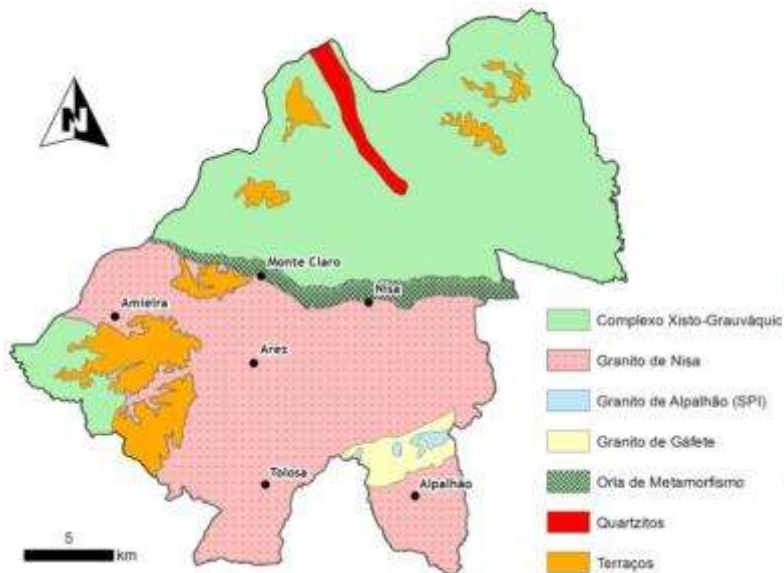 N
Monte Claro
Nisa
Amieira
Arez
Tolosa
Alpalhão
5
km
Complexo Xisto-Grauváquic
Granito de Nisa
Granito de Alpalhão (SPI)
Granito de Gáfete
Orla de Metamorfismo
Quartzitos
Terraços